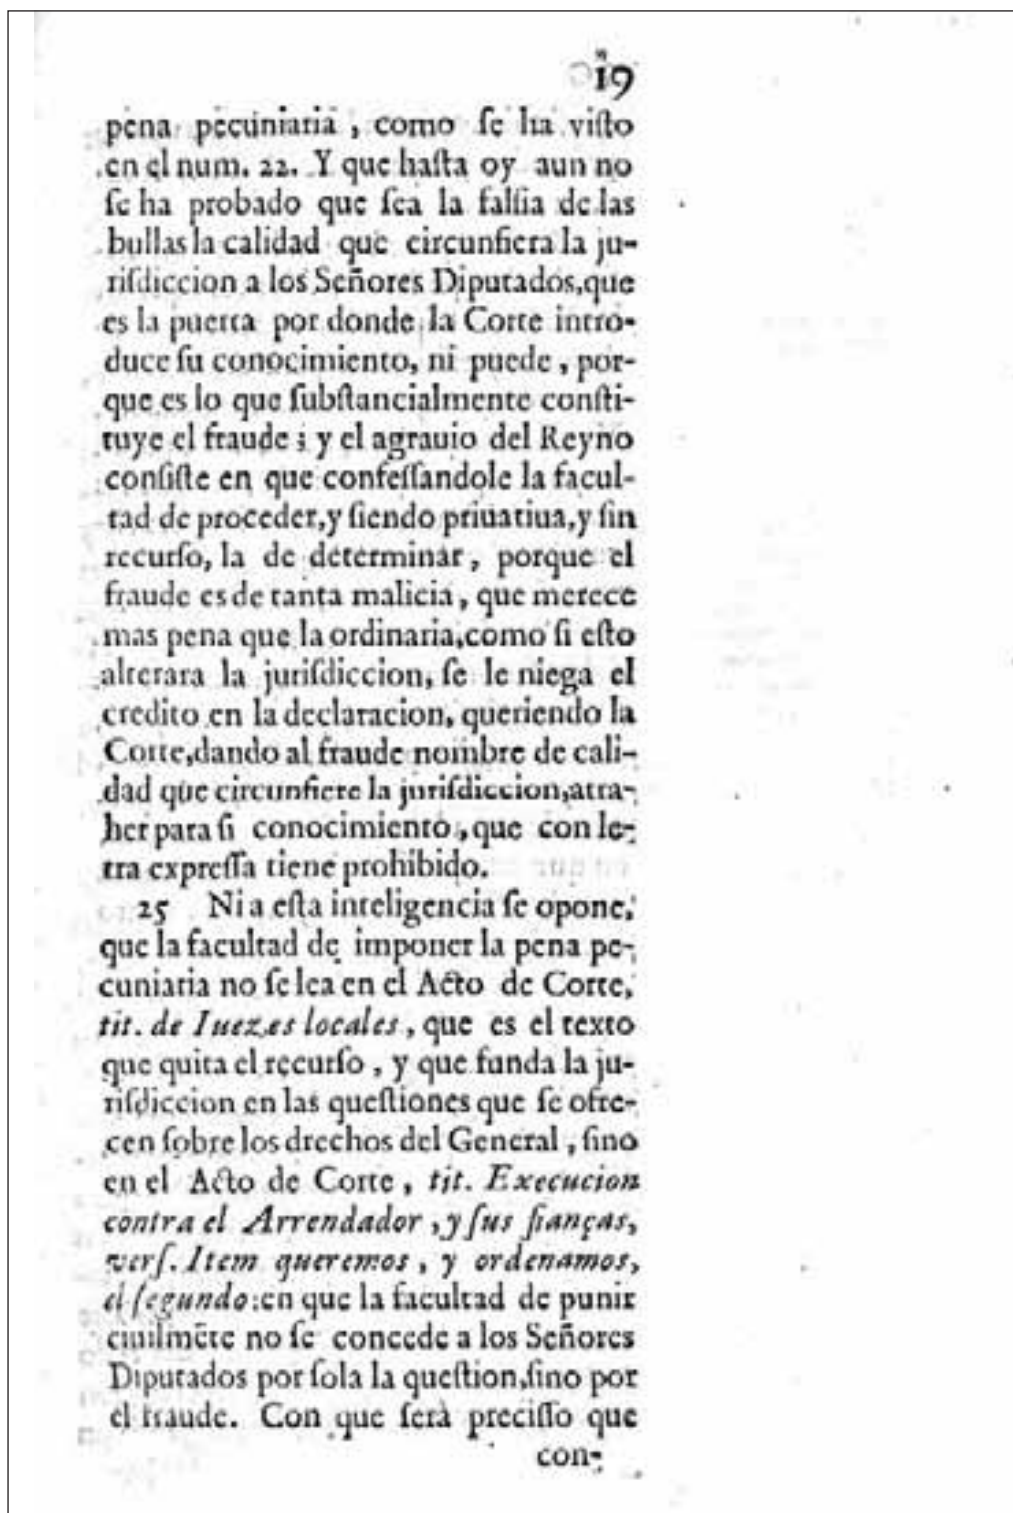 19
pena pecuniaria, como ſe ha viſto
en el num. 22. Y que haſta oy aun no
ſe ha probado que ſea la falſia de las
bullas la calidad que circunfiera la ju-
riſdiccion a los Señores Diputados, que
es la puerta por donde la Corte intro-
duce ſu conocimiento, ni puede, por-
que es lo que ſubſtancialmente conſti-
tuye el fraude; y el agrauio del Reyno
conſiſte en que confeſſandole la facul-
tad de proceder, y ſiendo priuatiua, y ſin
recurſo, la de determinar, porque el
fraude es de tanta malicia, que merece
mas pena que la ordinaria, como ſi eſto
alterara la juriſdiccion, ſe le niega el
credito en la declaracion, queriendo la
Corte, dando al fraude nombre de cali-
dad que circunfiere la juriſdiccion, atra-
her para ſi conocimiento, que con le-
tra expreſſa tiene prohibido.
25 Ni a eſta inteligencia ſe opone,
que la facultad de imponer la pena pe-
cuniaria no ſe lea en el Acto de Corte,
tit. de Iuezes locales, que es el texto
que quita el recurſo, y que funda la ju-
riſdiccion en las queſtiones que ſe ofre-
cen ſobre los drechos del General, ſino
en el Acto de Corte, tit. Execucion
contra el Arrendador, y ſus fianças,
verſ. Item queremos, y ordenamos,
el ſegundo: en que la facultad de punir
ciuilmẽte no ſe concede a los Señores
Diputados por ſola la queſtion, ſino por
el fraude. Con que ſerà preciſſo que
con-